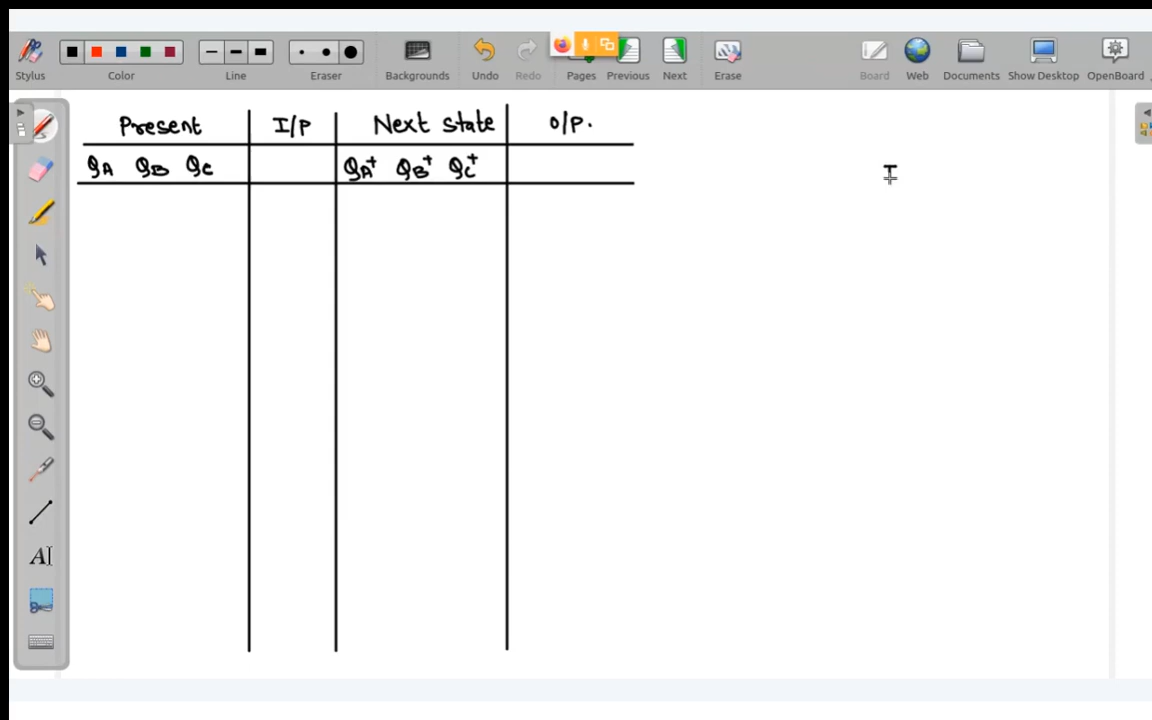 Stylus Color Line Eraser Backgrounds Undo Redo Pages Previous Next Erase Board Web Documents Show Desktop OpenBoard
Present I/P Next state O/P.
QA QB QC QA+ QB+ QC+
I